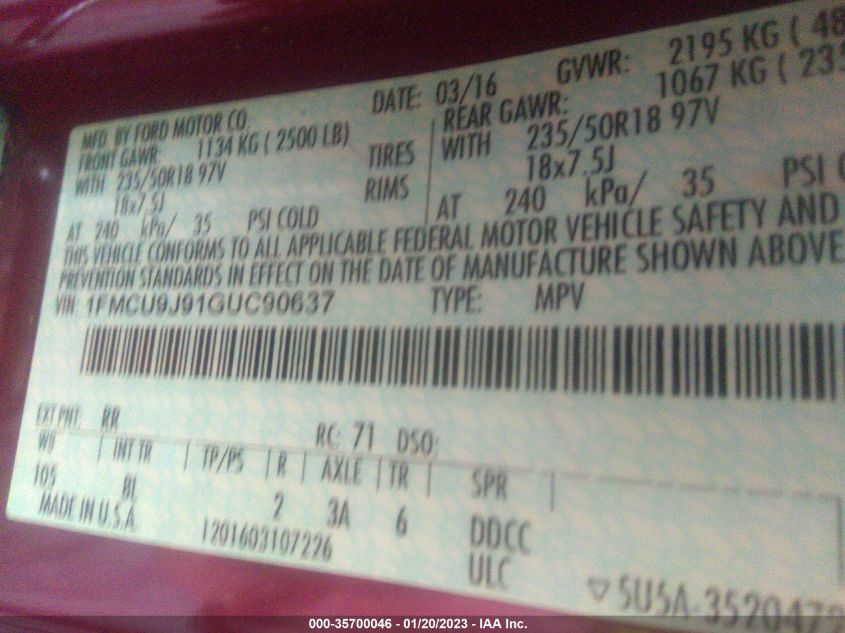 MFD. BY FORD MOTOR CO.
DATE: 03/16 GVWR: 2195 KG ( 48
FRONT GAWR: 1134 KG ( 2500 LB) REAR GAWR: 1067 KG ( 235
WITH 235/50R18 97V TIRES WITH 235/50R18 97V
18x7.5J RIMS 18x7.5J
AT 240 kPa/ 35 PSI COLD AT 240 kPa/ 35 PSI
THIS VEHICLE CONFORMS TO ALL APPLICABLE FEDERAL MOTOR VEHICLE SAFETY AND
PREVENTION STANDARDS IN EFFECT ON THE DATE OF MANUFACTURE SHOWN ABOVE
VIN: 1FMCU9J91GUC90637 TYPE: MPV
EXT PNT: RR RC: 71 DSO:
WB INT TR TP/PS R AXLE TR SPR
105 8L 2 3A 6 DDCC
MADE IN U.S.A. 1201603107226 ULC
5U5A-3520472
000-35700046 - 01/20/2023 - IAA Inc.